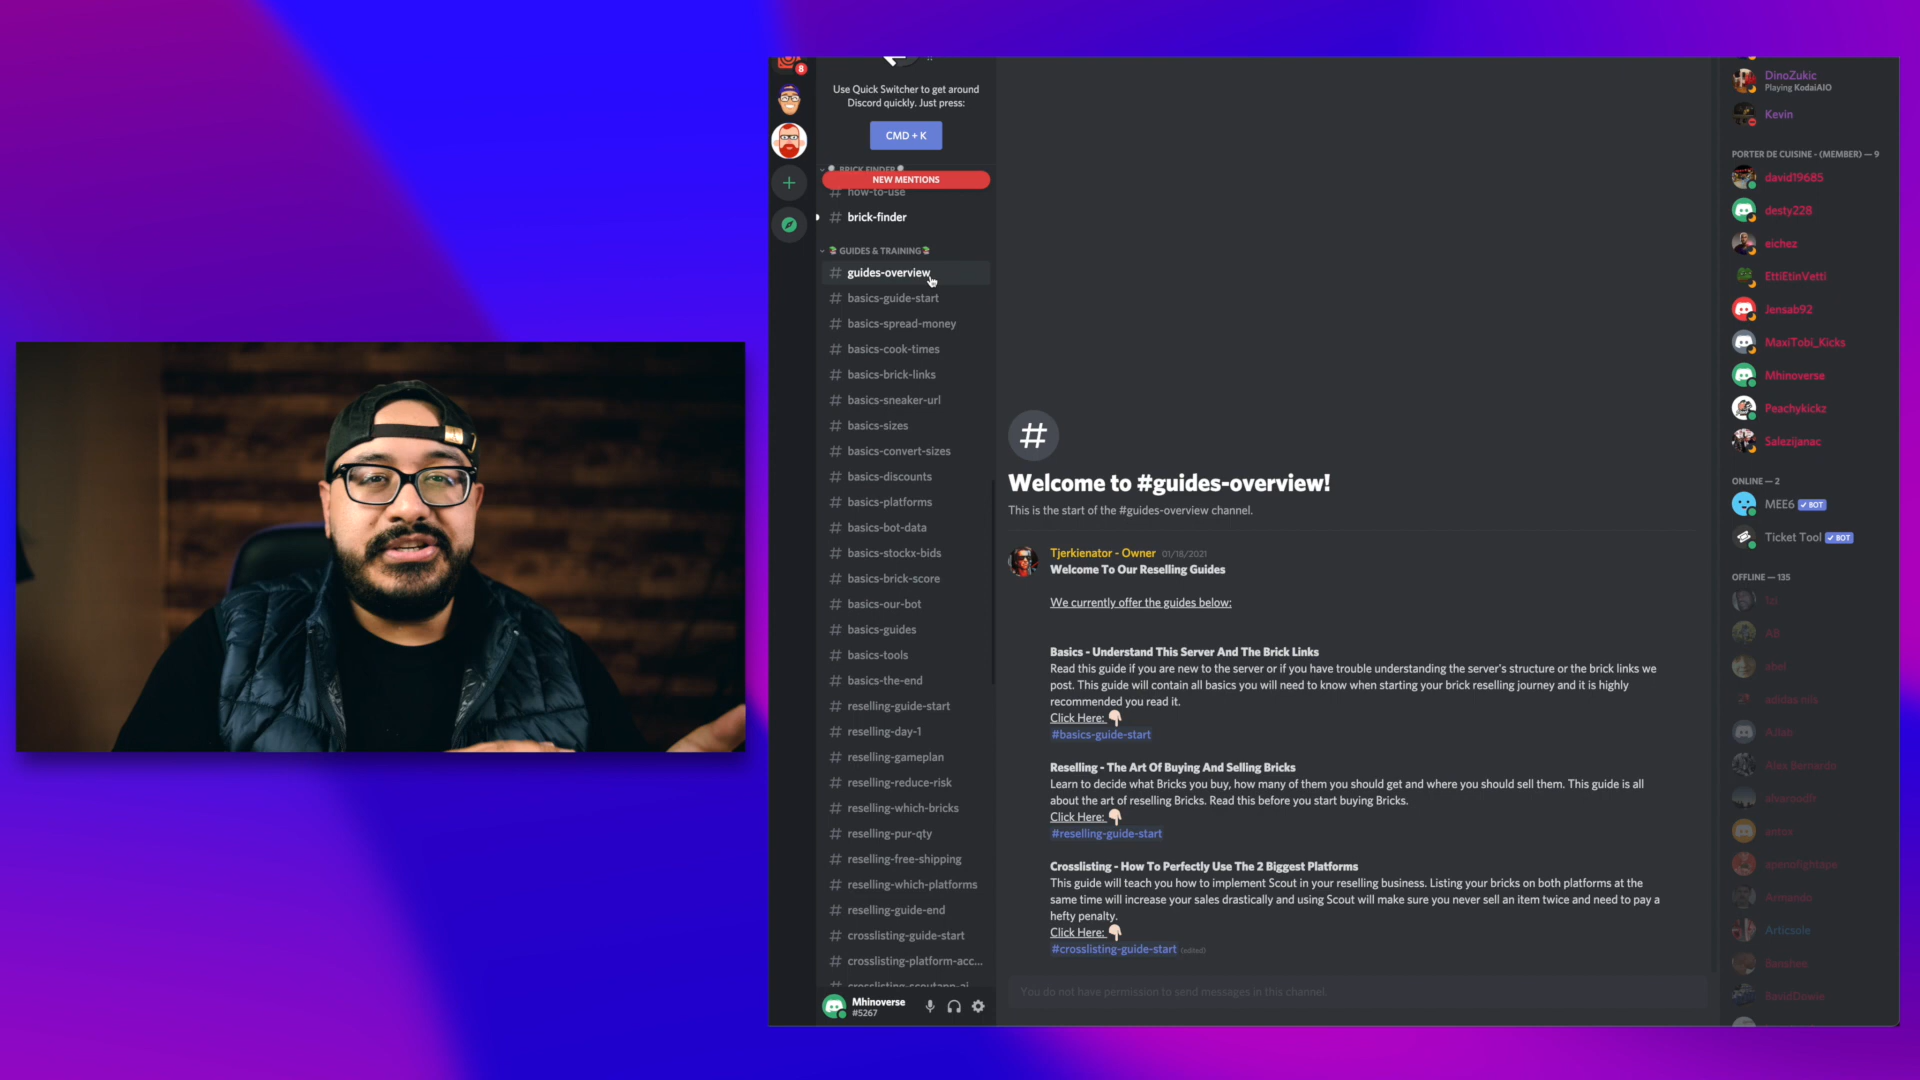 8
Use Quick Switcher to get around
Discord quickly. Just press:
CMD + K
BRICK FINDER
NEW MENTIONS
# how-to-use
# brick-finder
GUIDES & TRAINING
# guides-overview
# basics-guide-start
# basics-spread-money
# basics-cook-times
# basics-brick-links
# basics-sneaker-url
# basics-sizes
# basics-convert-sizes
# basics-discounts
# basics-platforms
# basics-bot-data
# basics-stockx-bids
# basics-brick-score
# basics-our-bot
# basics-guides
# basics-tools
# basics-the-end
# reselling-guide-start
# reselling-day-1
# reselling-gameplan
# reselling-reduce-risk
# reselling-which-bricks
# reselling-pur-qty
# reselling-free-shipping
# reselling-which-platforms
# reselling-guide-end
# crosslisting-guide-start
# crosslisting-platform-acc...
Mhinoverse
#5267
#
Welcome to #guides-overview!
This is the start of the #guides-overview channel.
Tjerkienator - Owner 01/18/2021
Welcome To Our Reselling Guides
We currently offer the guides below:
Basics - Understand This Server And The Brick Links
Read this guide if you are new to the server or if you have trouble understanding the server's structure or the brick links we
post. This guide will contain all basics you will need to know when starting your brick reselling journey and it is highly
recommended you read it.
Click Here:
#basics-guide-start
Reselling - The Art Of Buying And Selling Bricks
Learn to decide what Bricks you buy, how many of them you should get and where you should sell them. This guide is all
about the art of reselling Bricks. Read this before you start buying Bricks.
Click Here:
#reselling-guide-start
Crosslisting - How To Perfectly Use The 2 Biggest Platforms
This guide will teach you how to implement Scout in your reselling business. Listing your bricks on both platforms at the
same time will increase your sales drastically and using Scout will make sure you never sell an item twice and need to pay a
hefty penalty.
Click Here:
#crosslisting-guide-start (edited)
You do not have permission to send messages in this channel.
DinoZukic
Playing KodaiAIO
Kevin
PORTER DE CUISINE - (MEMBER) — 9
david19685
desty228
eichez
EttiEtinVetti
Jensab92
MaxiTobi_Kicks
Mhinoverse
Peachykickz
Salezijanac
ONLINE — 2
MEE6 ✓ BOT
Ticket Tool ✓ BOT
OFFLINE — 135
AB
abel
adidas nils
Alex Bernardo
Armando
Articsole
Banshee
BavidDowie